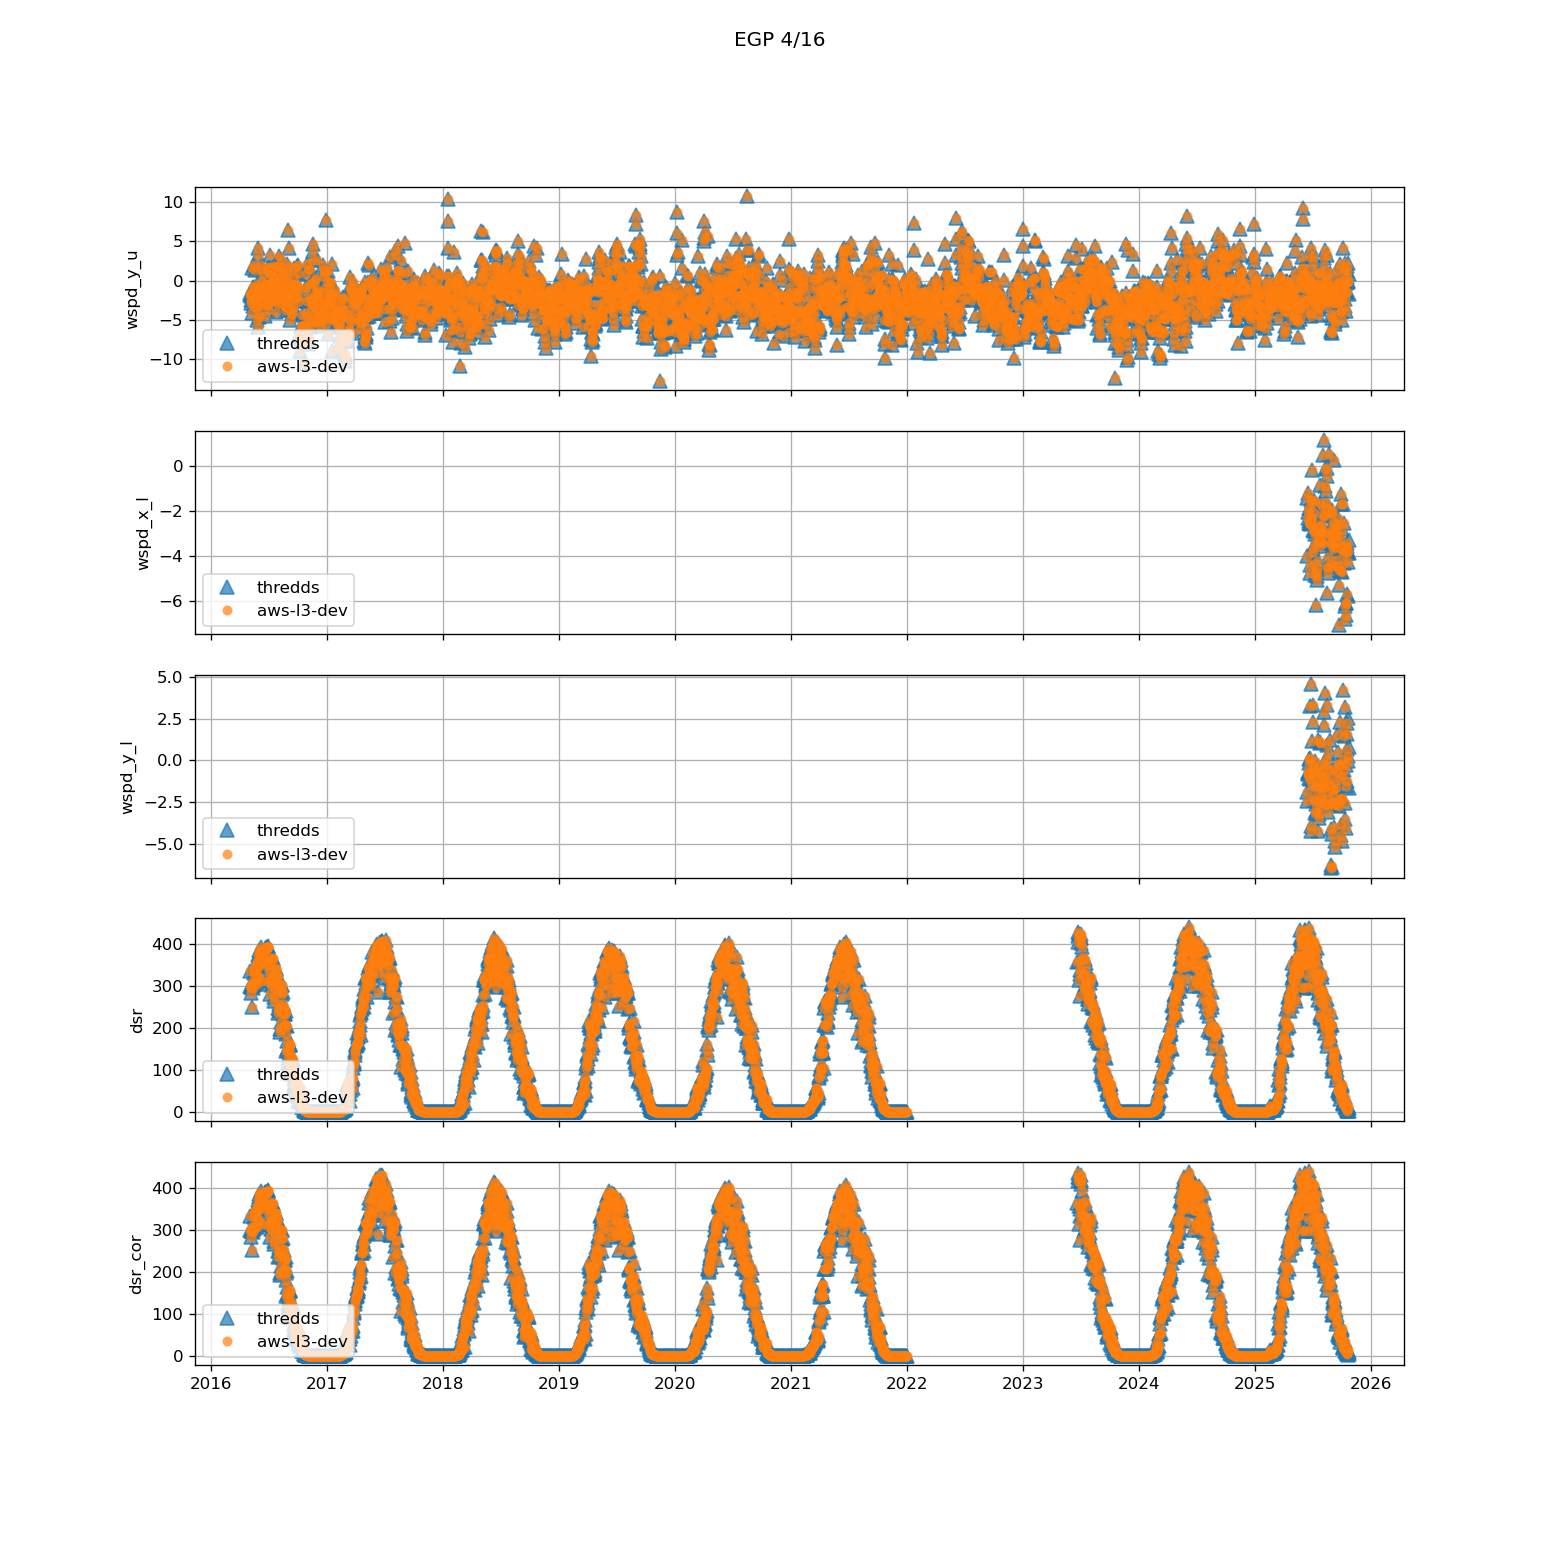 EGP 4/16
10
5
0
−5
−10
wspd_y_u
thredds
aws-l3-dev
0
−2
−4
−6
wspd_x_l
thredds
aws-l3-dev
5.0
2.5
0.0
−2.5
−5.0
wspd_y_l
thredds
aws-l3-dev
400
300
200
100
0
dsr
thredds
aws-l3-dev
400
300
200
100
0
dsr_cor
thredds
aws-l3-dev
2016 2017 2018 2019 2020 2021 2022 2023 2024 2025 2026